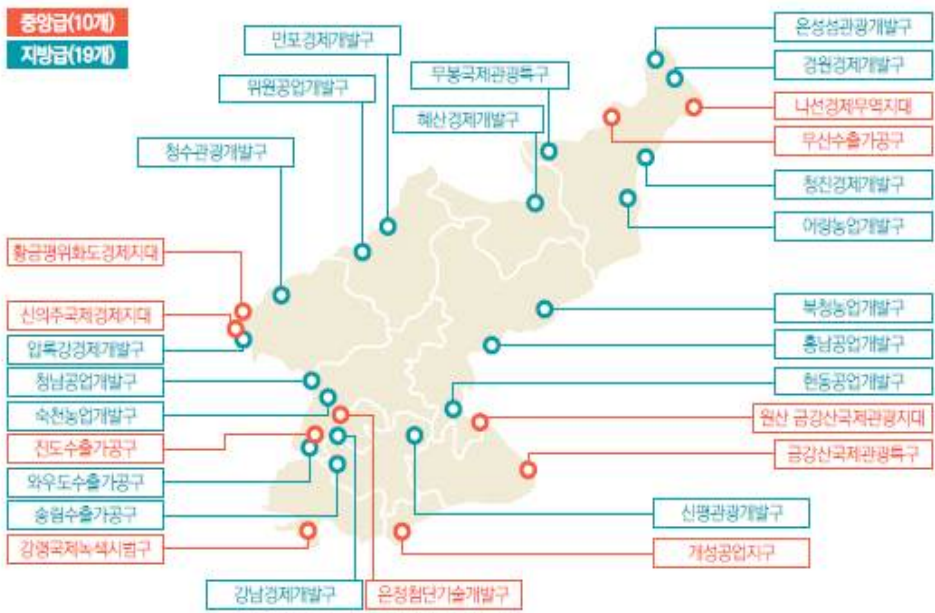 중앙급(10개)
지방급(19개)
만포경제개발구
위원공업개발구
청수관광개발구
무봉국제관광특구
혜산경제개발구
온성섬관광개발구
경원경제개발구
나선경제무역지대
무산수출가공구
청진경제개발구
어랑농업개발구
황금평위화도경제지대
신의주국제경제지대
압록강경제개발구
청남공업개발구
숙천농업개발구
진도수출가공구
와우도수출가공구
송림수출가공구
강령국제녹색시범구
북청농업개발구
흥남공업개발구
현동공업개발구
원산 금강산국제관광지대
금강산국제관광특구
신평관광개발구
개성공업지구
강남경제개발구
은정첨단기술개발구